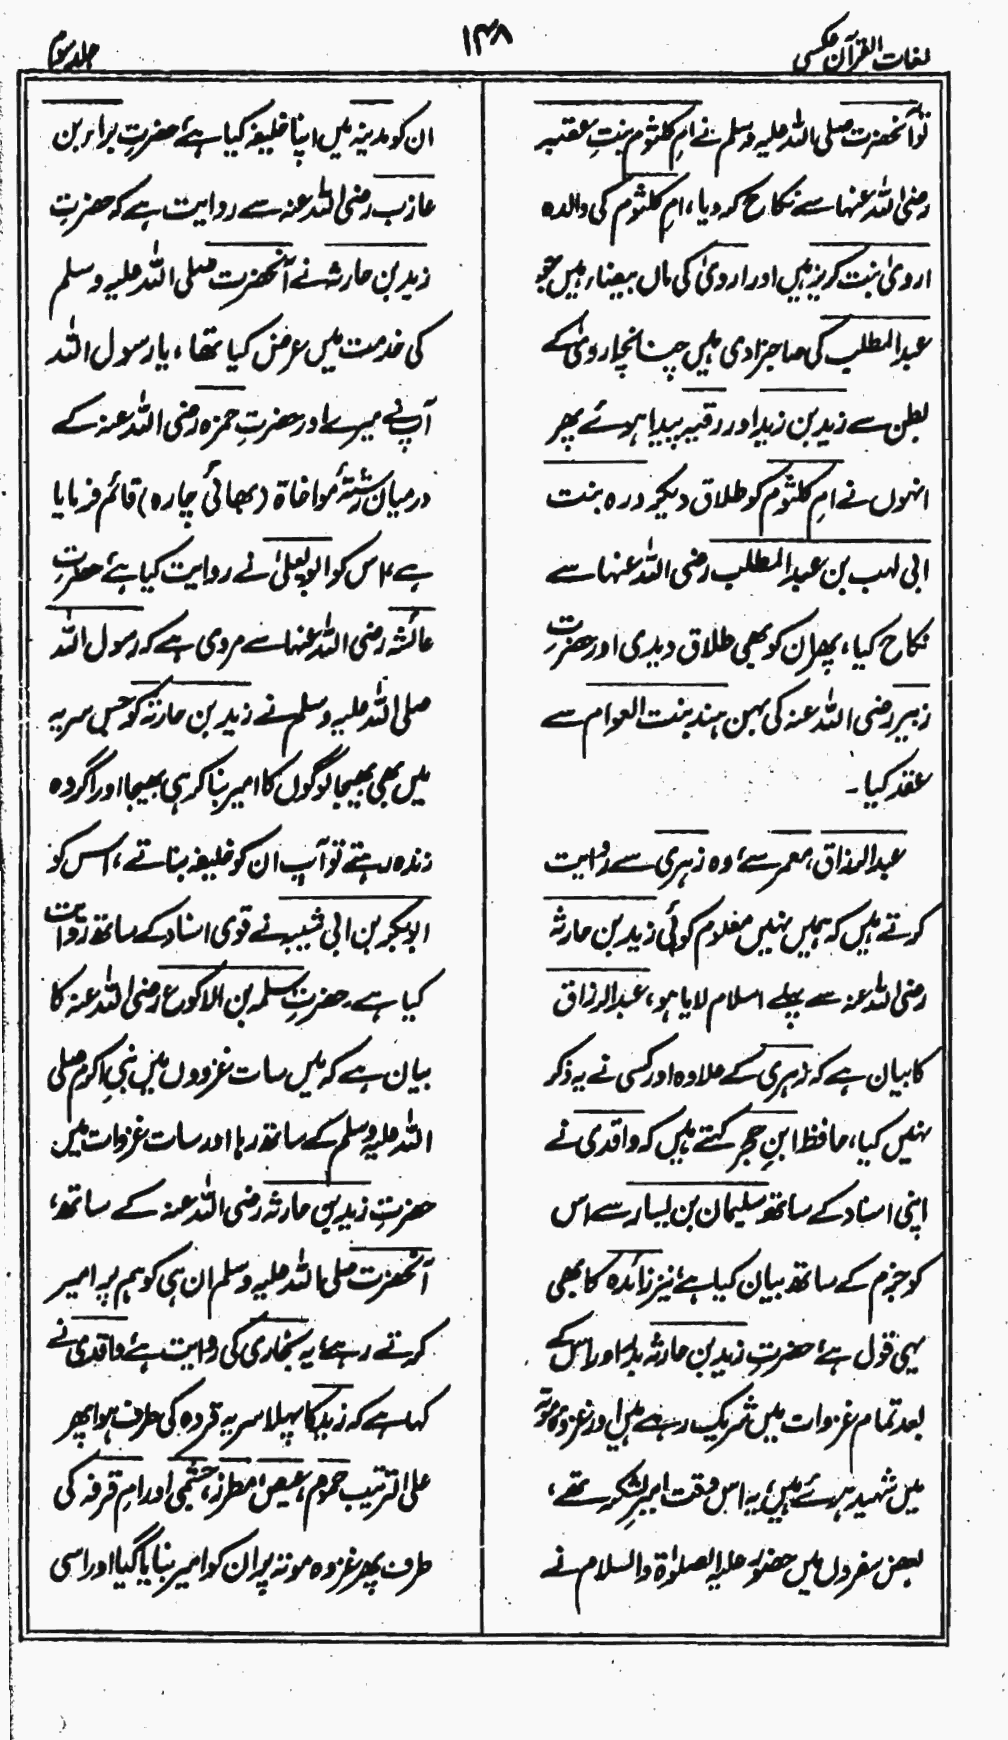 لغات القرآن عکسی
۱۴۸
جلد سوم
تو آنحضرت صلی اللہ علیہ وسلم نے ام کلثوم بنتِ عقبہ
رضی اللہ عنہا سے نکاح کر دیا، ام کلثوم کی والدہ
ارویٰ بنت کریز ہیں اور ارویٰ کی ماں بیضاء ہیں جو
عبدالمطلب کی صاحبزادی ہیں چنانچہ ارویٰ کے
بطن سے زید بن زید اور رقیہ پیدا ہوئے پھر
انہوں نے امِ کلثوم کو طلاق دیکر درہ بنت
ابی لہب بن عبدالمطلب رضی اللہ عنہا سے
نکاح کیا، پھر ان کو بھی طلاق دیدی اور حضرتِ
زبیر رضی اللہ عنہ کی بہن ہند بنت العوام سے
عقد کیا۔
عبدالرزاق، معمر سے، وہ زہری سے روایت
کرتے ہیں کہ ہمیں نہیں معلوم کوئی زید بن حارثہ
رضی اللہ عنہ سے پہلے اسلام لایا ہو، عبدالرزاق
کا بیان ہے کہ زہری کے علاوہ اور کسی نے یہ ذکر
نہیں کیا، حافظ ابنِ حجر کہتے ہیں کہ واقدی نے
اپنی اسناد کے ساتھ سلیمان بن یسار سے اس
کو جزم کے ساتھ بیان کیا ہے، نیز زائدہ کا بھی
یہی قول ہے، حضرتِ زید بن حارثہ بدر اور اس کے
بعد تمام غزوات میں شریک رہے ہیں اور غزوہ موتہ
میں شہید ہوئے ہیں، یہ اس وقت امیرِ لشکر تھے،
بعض سفروں میں حضور علیہ الصلوٰۃ والسلام نے
ان کو مدینہ میں اپنا خلیفہ کیا ہے، حضرتِ براء بن
عازب رضی اللہ عنہ سے روایت ہے کہ حضرتِ
زید بن حارثہ نے آنحضرت صلی اللہ علیہ وسلم
کی خدمت میں عرض کیا تھا، یا رسول اللہ
آپ نے میرے اور حضرتِ حمزہ رضی اللہ عنہ کے
درمیان رشتۂ مواخاۃ (بھائی چارہ) قائم فرمایا
ہے، اس کو ابو یعلیٰ نے روایت کیا ہے، حضرتِ
عائشہ رضی اللہ عنہا سے مروی ہے کہ رسول اللہ
صلی اللہ علیہ وسلم نے زید بن حارثہ کو جس سریہ
میں بھی بھیجا لوگوں کا امیر بنا کر ہی بھیجا اور اگر وہ
زندہ رہتے تو آپ ان کو خلیفہ بناتے، اس کو
ابوبکر بن ابی شیبہ نے قوی اسناد کے ساتھ روایت
کیا ہے۔ حضرتِ سلمہ بن الاکوع رضی اللہ عنہ کا
بیان ہے کہ میں سات غزووں میں نبیِ اکرم صلی
اللہ علیہ وسلم کے ساتھ رہا اور سات غزوات میں
حضرتِ زید بن حارثہ رضی اللہ عنہ کے ساتھ،
آنحضرت صلی اللہ علیہ وسلم ان ہی کو ہم پر امیر
کرتے رہے، یہ بخاری کی روایت ہے، واقدی نے
کہا ہے کہ زید کا پہلا سریہ قردہ کی طرف ہوا پھر
علی الترتیب جموم، عیص، مطرز، حشمی اور امِ قرفہ کی
طرف پھر غزوہ موتہ پر ان کو امیر بنایا گیا اور اسی